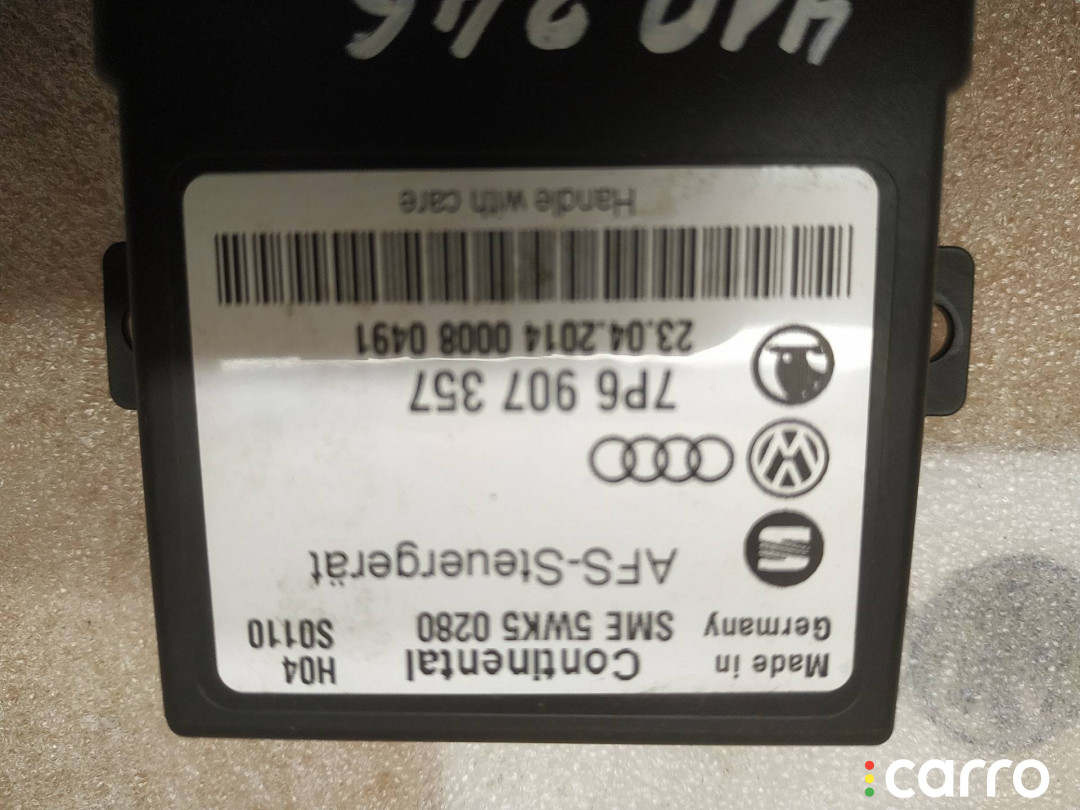 Made in Germany
Continental
SME 5WK5 0280
H04
S0110
AFS-Steuergerät
7P6 907 357
23.04.2014 0008 0491
Handle with care
carro